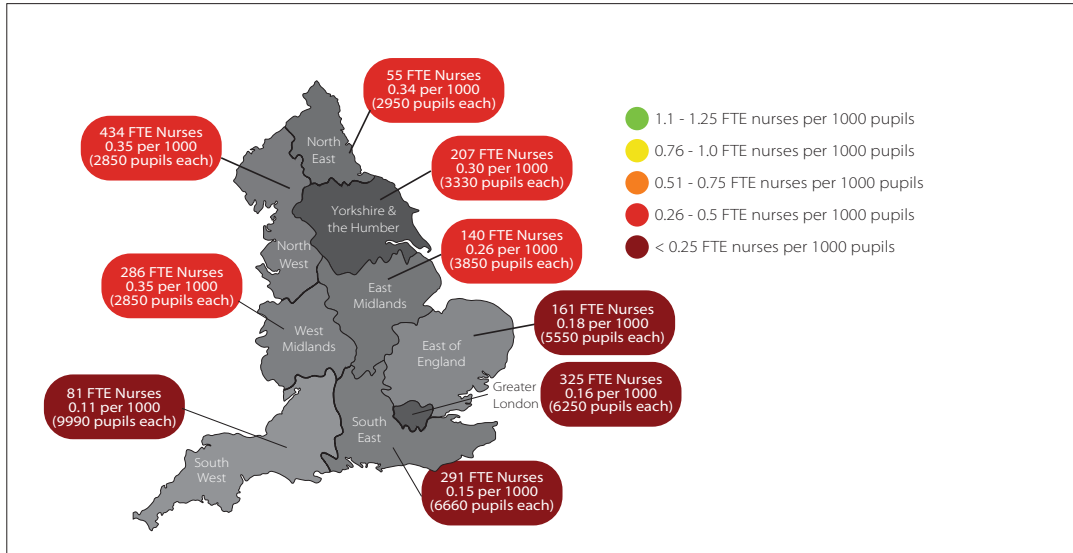 55 FTE Nurses
0.34 per 1000
(2950 pupils each)
434 FTE Nurses
0.35 per 1000
(2850 pupils each)
North
East
207 FTE Nurses
0.30 per 1000
(3330 pupils each)
Yorkshire &
the Humber
North
West
140 FTE Nurses
0.26 per 1000
(3850 pupils each)
286 FTE Nurses
0.35 per 1000
(2850 pupils each)
East
Midlands
West
Midlands
161 FTE Nurses
0.18 per 1000
(5550 pupils each)
East of
England
Greater
London
325 FTE Nurses
0.16 per 1000
(6250 pupils each)
81 FTE Nurses
0.11 per 1000
(9990 pupils each)
South
East
South
West
291 FTE Nurses
0.15 per 1000
(6660 pupils each)
1.1 - 1.25 FTE nurses per 1000 pupils
0.76 - 1.0 FTE nurses per 1000 pupils
0.51 - 0.75 FTE nurses per 1000 pupils
0.26 - 0.5 FTE nurses per 1000 pupils
< 0.25 FTE nurses per 1000 pupils